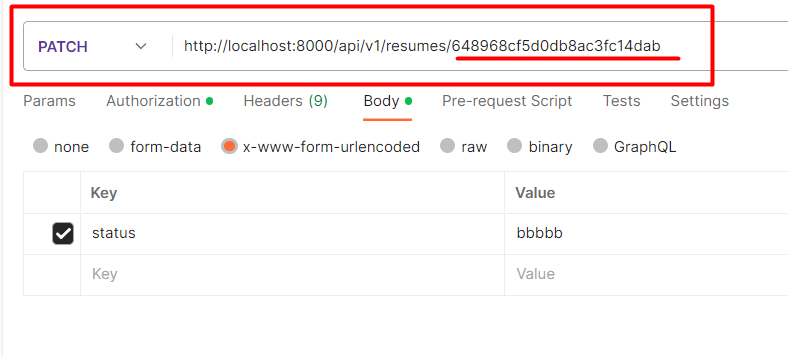 PATCH http://localhost:8000/api/v1/resumes/648968cf5d0db8ac3fc14dab
Params Authorization Headers (9) Body Pre-request Script Tests Settings
none form-data x-www-form-urlencoded raw binary GraphQL
Key Value
status bbbbb
Key Value